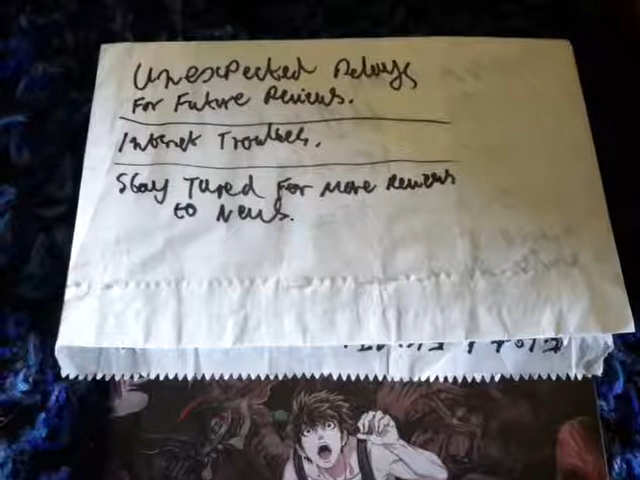 Unexpected Delays
For Future Reviews.
Internet Troubles.
Stay Tuned For More Reviews
to News.